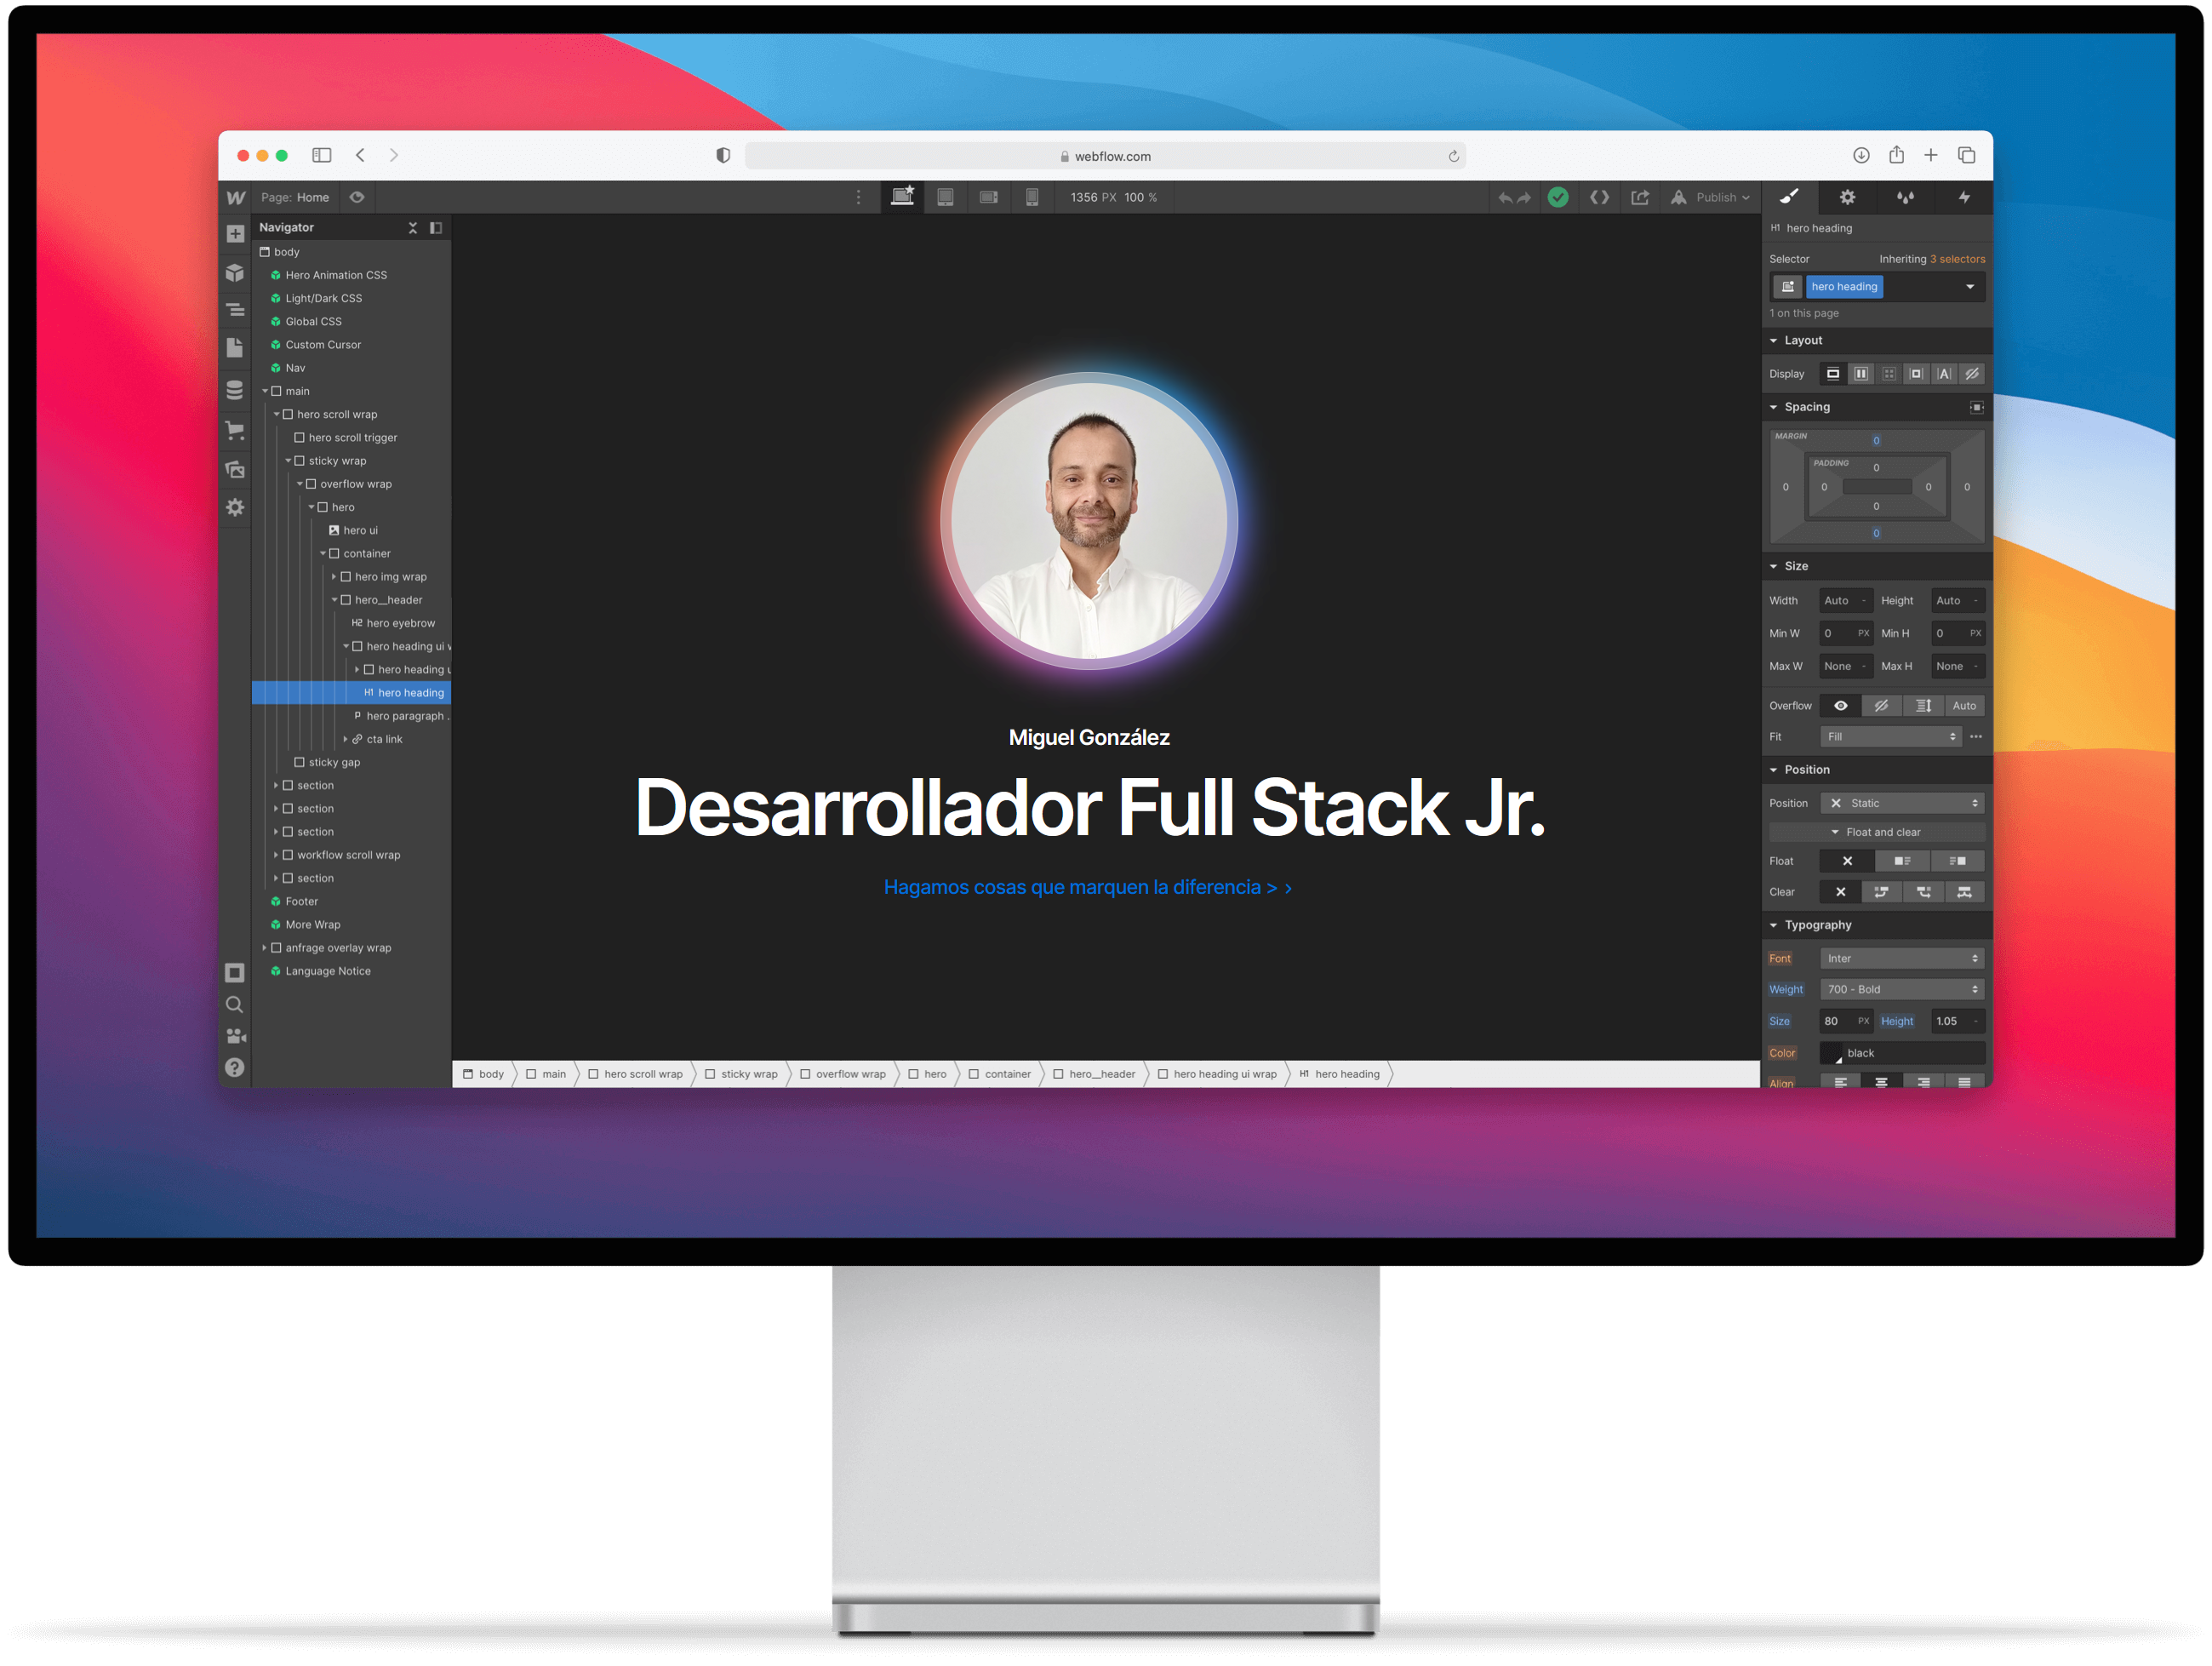 webflow.com
Page: Home
1356 PX 100 %
Publish
Navigator
body
Hero Animation CSS
Light/Dark CSS
Global CSS
Custom Cursor
Nav
main
hero scroll wrap
hero scroll trigger
sticky wrap
overflow wrap
hero
hero ui
container
hero img wrap
hero__header
H2 hero eyebrow
hero heading ui w
hero heading u
H1 hero heading
P hero paragraph .
cta link
sticky gap
section
section
section
workflow scroll wrap
section
Footer
More Wrap
anfrage overlay wrap
Language Notice
Miguel González
Desarrollador Full Stack Jr.
Hagamos cosas que marquen la diferencia > ›
body main hero scroll wrap sticky wrap overflow wrap hero container hero__header hero heading ui wrap H1 hero heading
H1 hero heading
Selector Inheriting 3 selectors
hero heading
1 on this page
Layout
Display
Spacing
MARGIN
0
PADDING
0
0 0 0 0
0
0
Size
Width Auto - Height Auto -
Min W 0 PX Min H 0 PX
Max W None - Max H None -
Overflow Auto
Fit Fill
Position
Position Static
Float and clear
Float
Clear
Typography
Font Inter
Weight 700 - Bold
Size 80 PX Height 1.05 -
Color black
Align